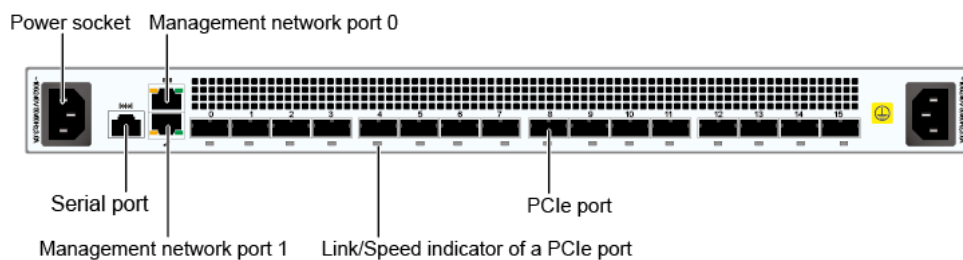 Power socket
Management network port 0
0 1 2 3 4 5 6 7 8 9 10 11 12 13 14 15
Serial port
PCIe port
Management network port 1
Link/Speed indicator of a PCIe port